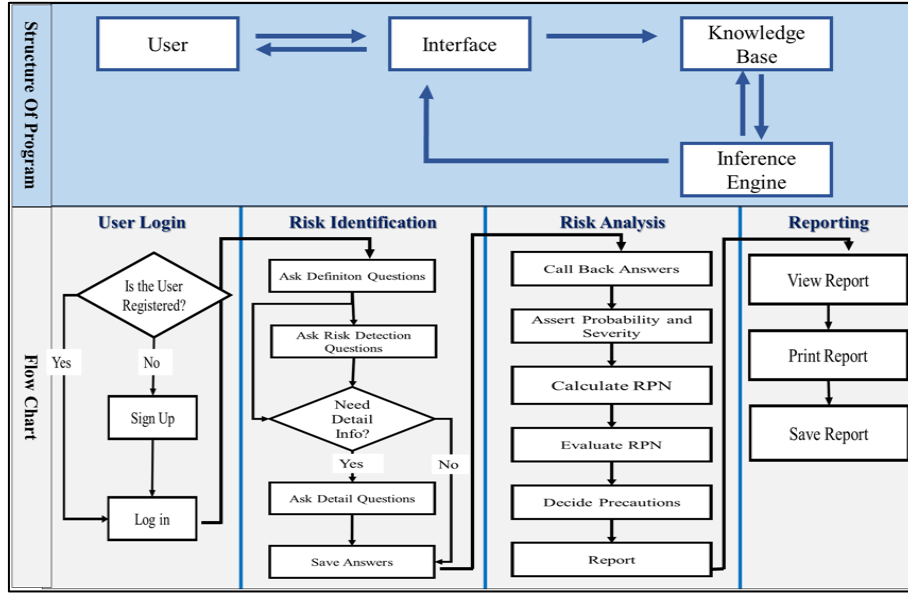 Structure Of Program
User
Interface
Knowledge
Base
Inference
Engine
Flow Chart
User Login
Is the User
Registered?
Yes
No
Sign Up
Log in
Risk Identification
Ask Definiton Questions
Ask Risk Detection
Questions
Need
Detail
Info?
Yes
No
Ask Detail Questions
Save Answers
Risk Analysis
Call Back Answers
Assert Probability and
Severity
Calculate RPN
Evaluate RPN
Decide Precautions
Report
Reporting
View Report
Print Report
Save Report